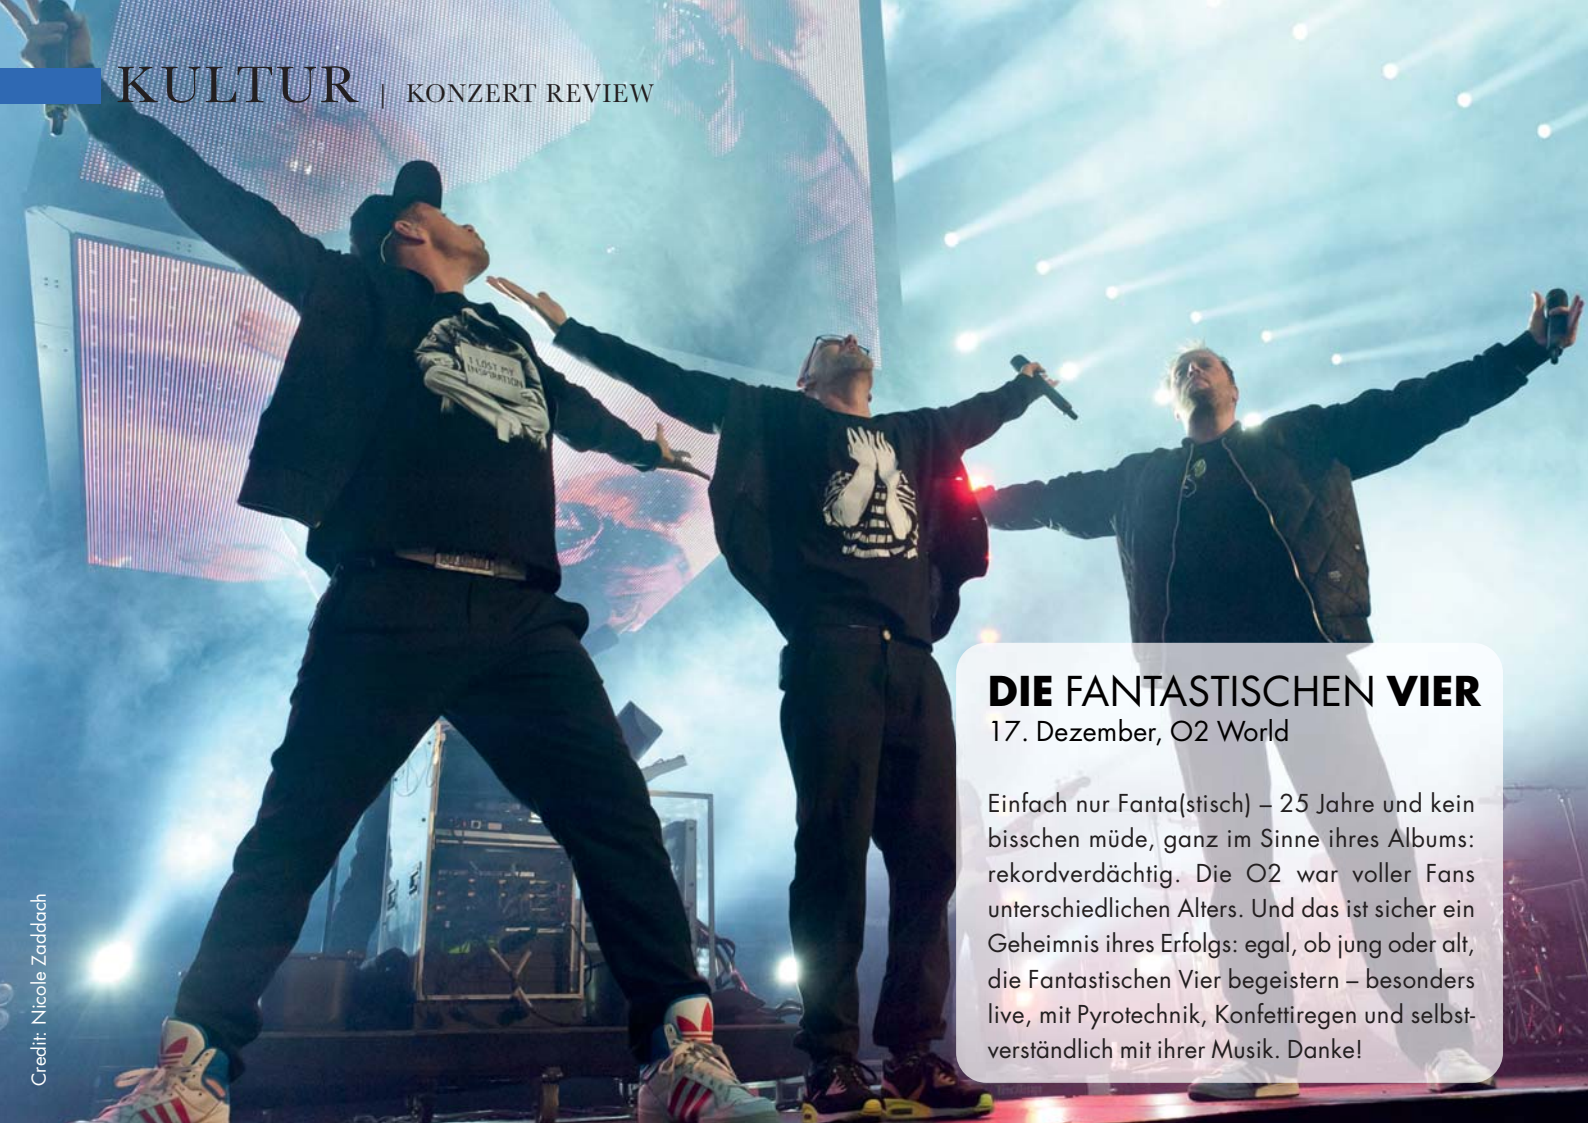 KULTUR | KONZERT REVIEW
I LOST MY
INSPIRATION
DIE FANTASTISCHEN VIER
17. Dezember, O2 World
Einfach nur Fanta(stisch) – 25 Jahre und kein
bisschen müde, ganz im Sinne ihres Albums:
rekordverdächtig. Die O2 war voller Fans
unterschiedlichen Alters. Und das ist sicher ein
Geheimnis ihres Erfolgs: egal, ob jung oder alt,
die Fantastischen Vier begeistern – besonders
live, mit Pyrotechnik, Konfettiregen und selbst-
verständlich mit ihrer Musik. Danke!
Credit: Nicole Zaddach